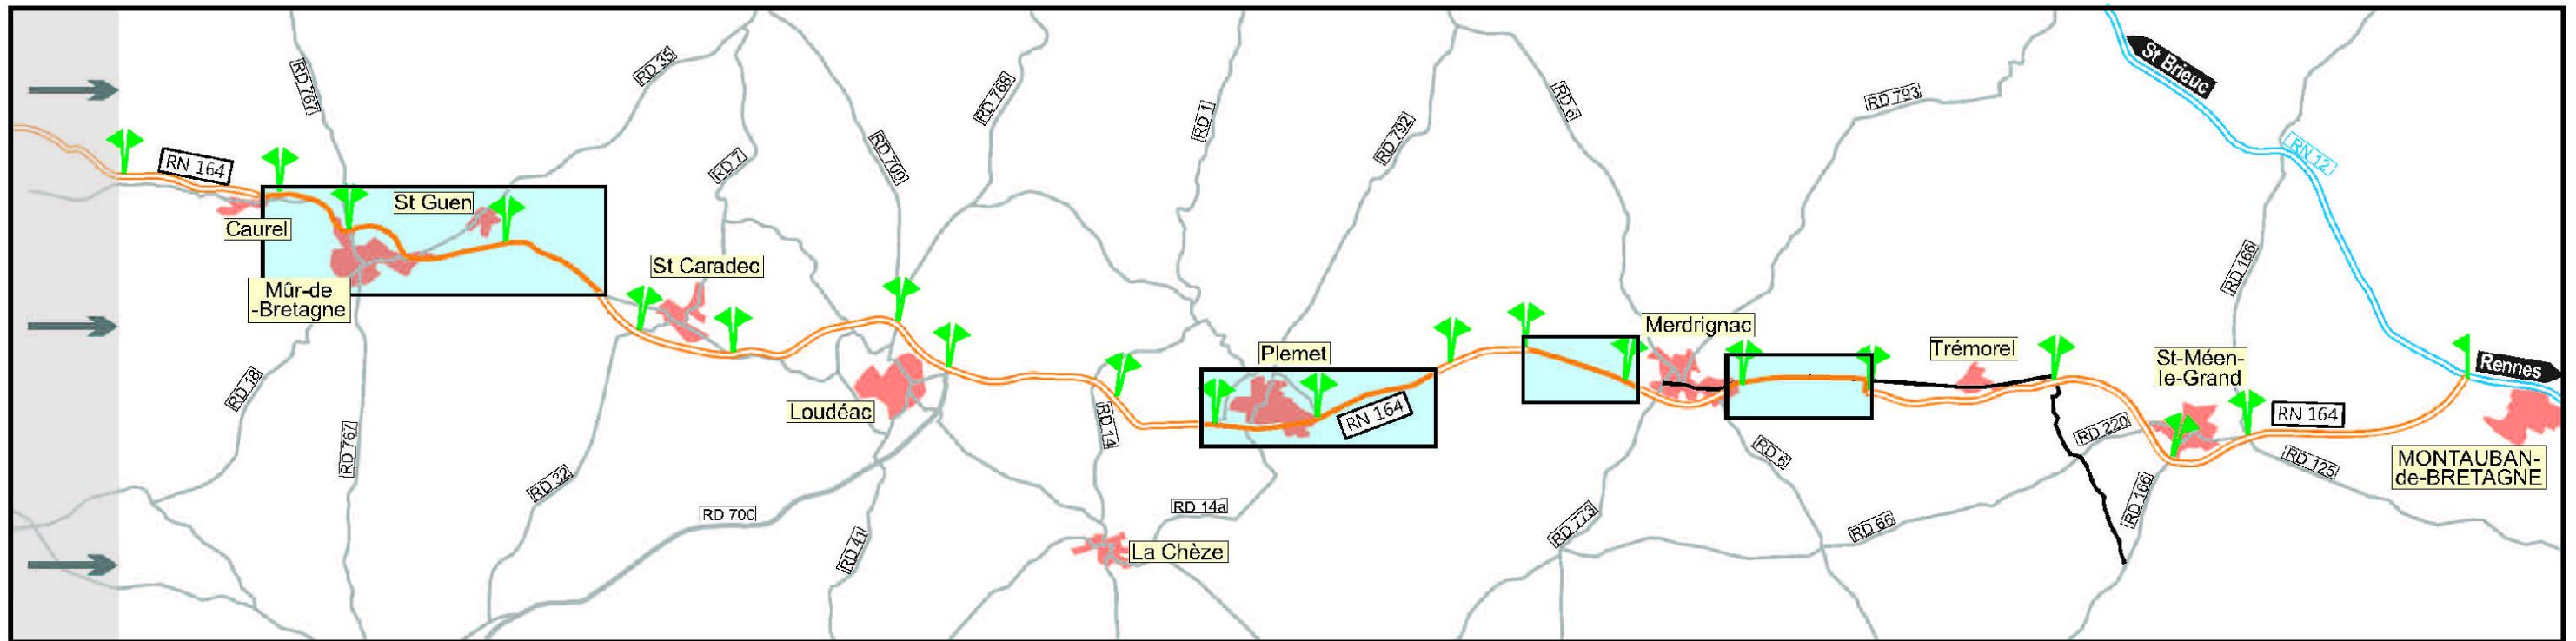 RD 767
RD 35
RD 768
RD 1
RD 792
RD 6
RD 793
St Brieuc
RN 12
RN 164
RD 7
RD 700
Caurel
St Guen
Mûr-de
-Bretagne
St Caradec
Loudéac
Plemet
RN 164
Merdrignac
Trémorel
RD 166
St-Méen-
le-Grand
RN 164
Rennes
MONTAUBAN-
de-BRETAGNE
RD 18
RD 767
RD 32
RD 700
RD 41
RD 14
RD 14a
La Chèze
RD 773
RD 6
RD 66
RD 220
RD 166
RD 125